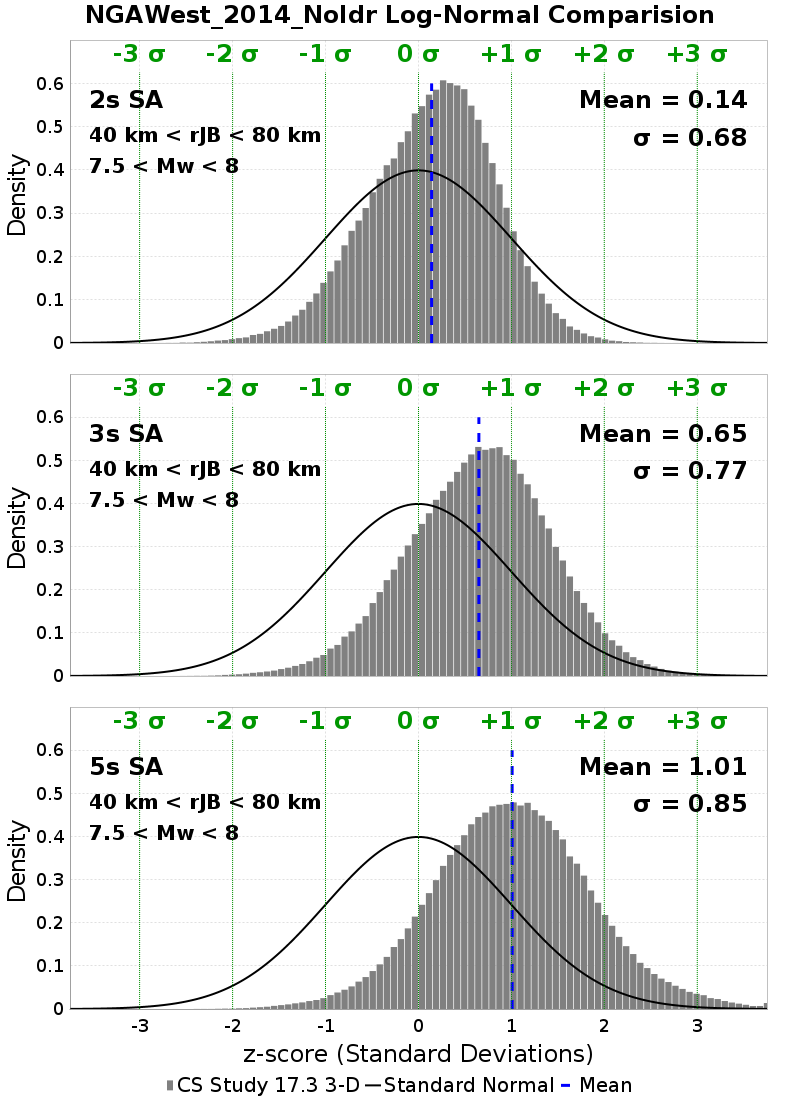 NGAWest_2014_NoIdr Log-Normal Comparision
-3 σ -2 σ -1 σ 0 σ +1 σ +2 σ +3 σ
2s SA Mean = 0.14
40 km < rJB < 80 km σ = 0.68
7.5 < Mw < 8
Density
0.6
0.5
0.4
0.3
0.2
0.1
0
-3 σ -2 σ -1 σ 0 σ +1 σ +2 σ +3 σ
3s SA Mean = 0.65
40 km < rJB < 80 km σ = 0.77
7.5 < Mw < 8
Density
0.6
0.5
0.4
0.3
0.2
0.1
0
-3 σ -2 σ -1 σ 0 σ +1 σ +2 σ +3 σ
5s SA Mean = 1.01
40 km < rJB < 80 km σ = 0.85
7.5 < Mw < 8
Density
0.6
0.5
0.4
0.3
0.2
0.1
0
-3 -2 -1 0 1 2 3
z-score (Standard Deviations)
CS Study 17.3 3-D Standard Normal Mean